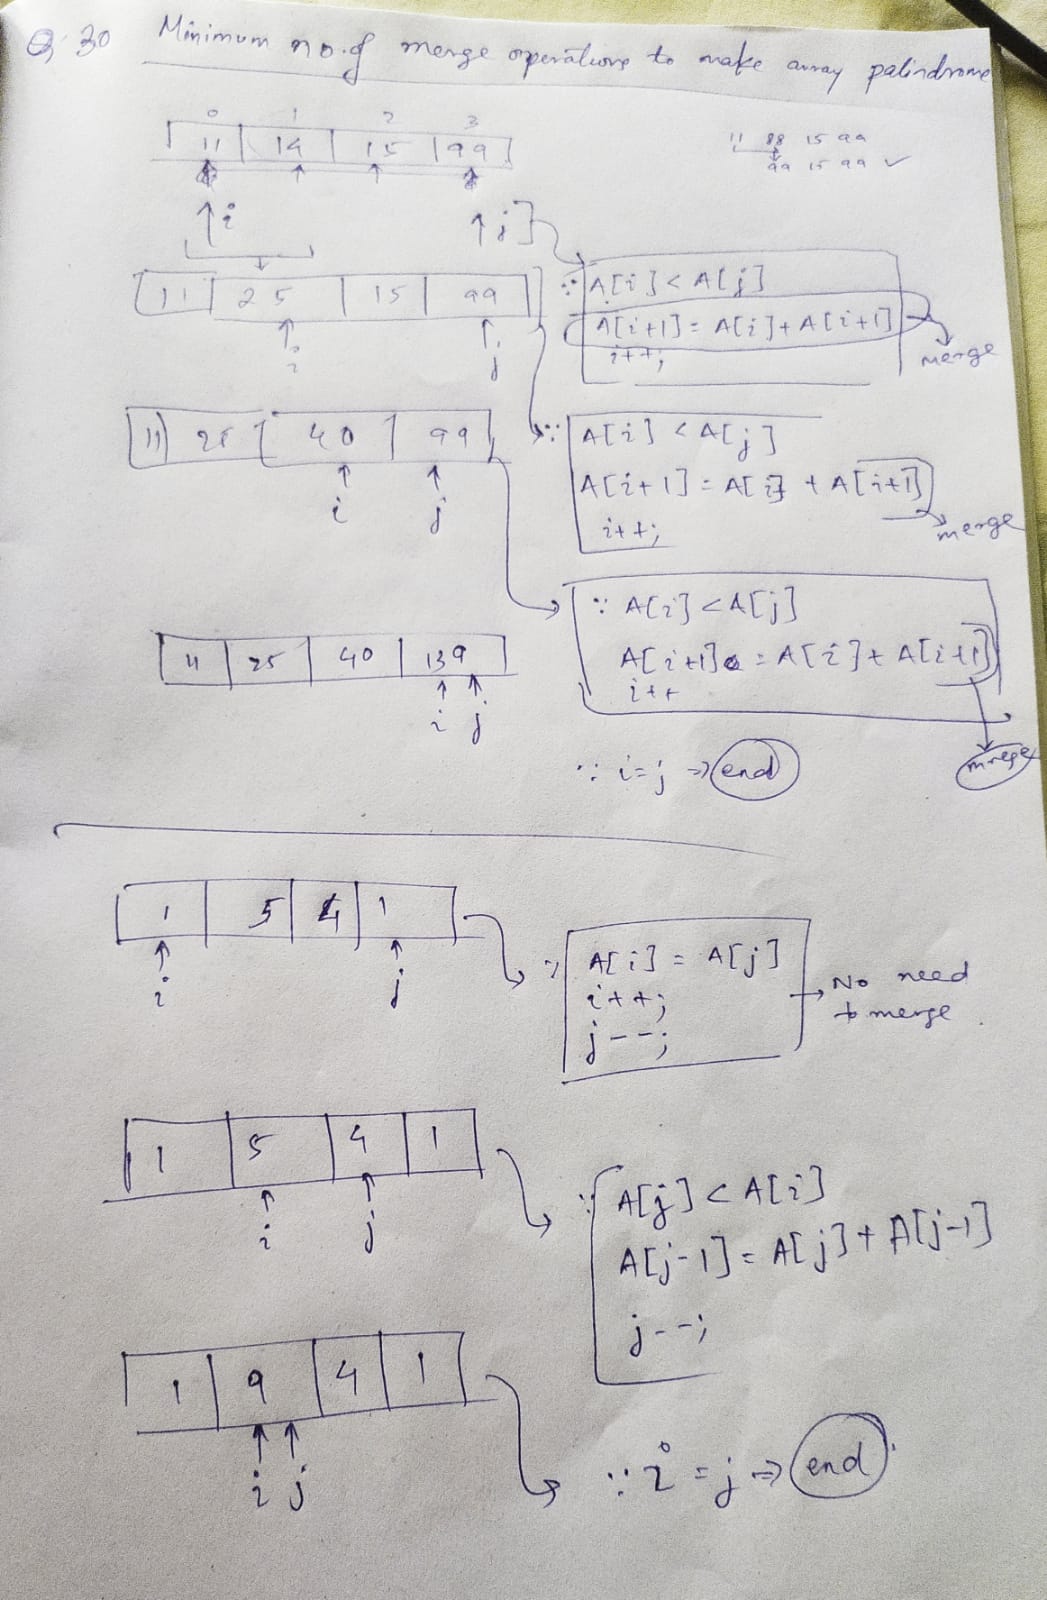 Q. 30 Minimum no. of merge operations to make array palindrome
0 1 2 3
11 14 15 99
11 88 15 99
99 15 99 ✓
i j
11 25 15 99
i j
∵ A[i] < A[j]
A[i+1] = A[i] + A[i+1]
i++;
merge
11 25 40 99
i j
∵ A[i] < A[j]
A[i+1] = A[i] + A[i+1]
i++;
merge
11 25 40 139
i j
∵ A[i] < A[j]
A[i+1] = A[i] + A[i+1]
i++
∵ i = j ⇒ end
1 5 4 1
i j
∵ A[i] = A[j]
i++;
j--;
No need
to merge.
1 5 4 1
i j
∵ A[j] < A[i]
A[j-1] = A[j] + A[j-1]
j--;
1 9 4 1
i j
∵ i = j ⇒ end